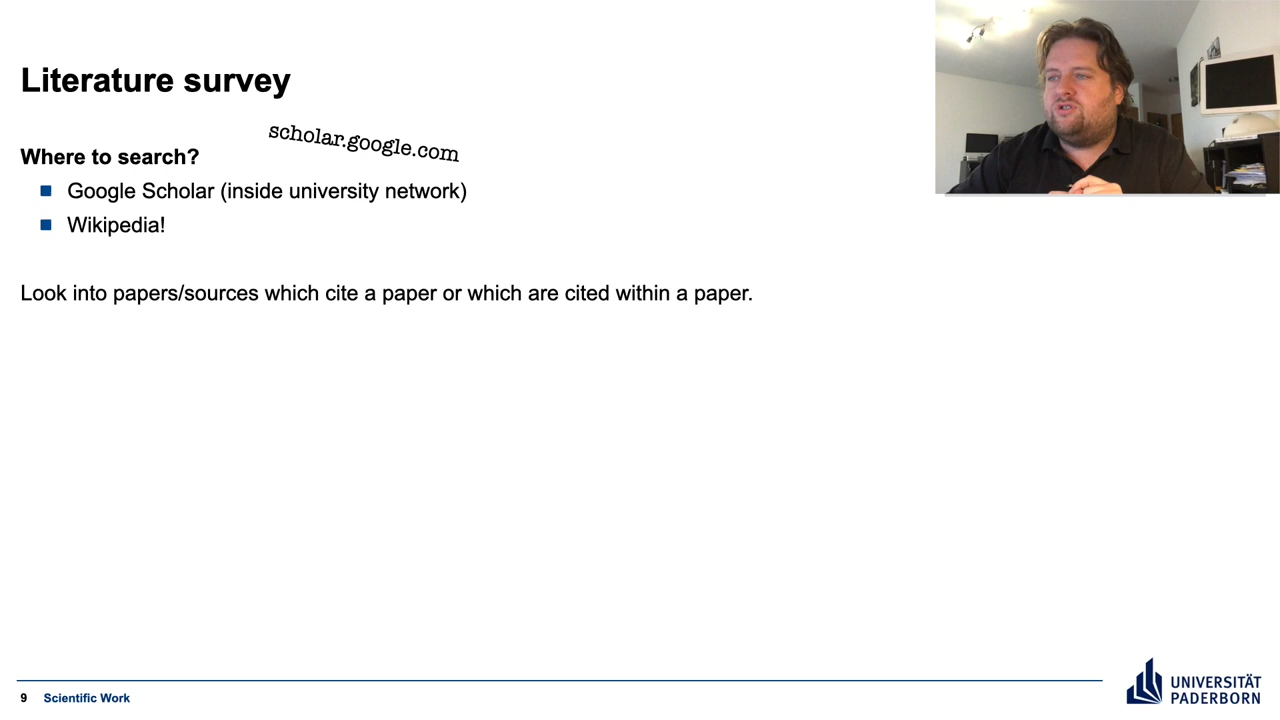 Literature survey
scholar.google.com
Where to search?
Google Scholar (inside university network)
Wikipedia!
Look into papers/sources which cite a paper or which are cited within a paper.
9 Scientific Work
UNIVERSITÄT
PADERBORN